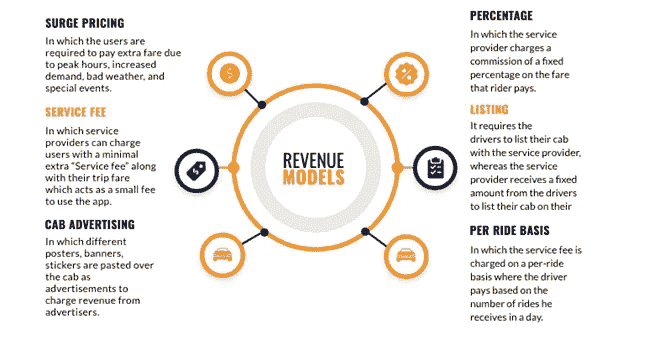 SURGE PRICING
In which the users are
required to pay extra fare due
to peak hours, increased
demand, bad weather, and
special events.
SERVICE FEE
In which service
providers can charge
users with a minimal
extra "Service fee" along
with their trip fare
which acts as a small fee
to use the app.
CAB ADVERTISING
In which different
posters, banners,
stickers are pasted over
the cab as
advertisements to
charge revenue from
advertisers.
REVENUE
MODELS
PERCENTAGE
In which the service
provider charges a
commission of a fixed
percentage on the fare
that rider pays.
LISTING
It requires the
drivers to list their cab
with the service provider,
whereas the service
provider receives a fixed
amount from the drivers
to list their cab on their
PER RIDE BASIS
In which the service fee is
charged on a per-ride
basis where the driver
pays based on the
number of rides he
receives in a day.